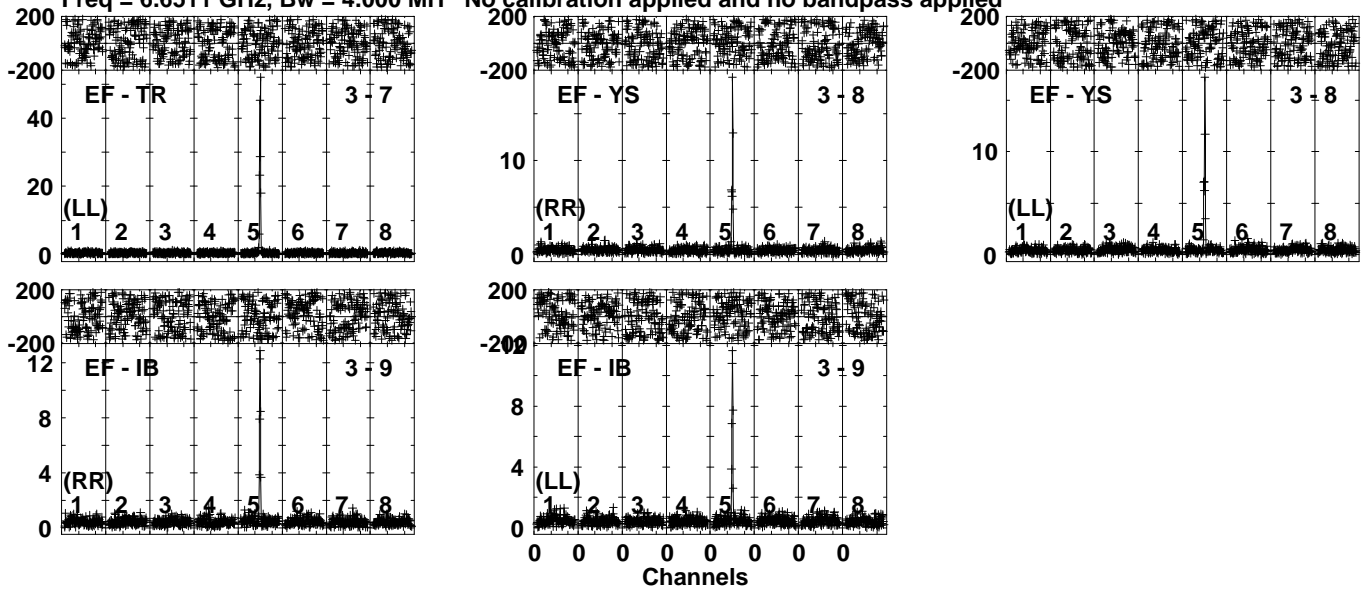 Freq = 6.6511 GHz, Bw = 4.000 MH No calibration applied and no bandpass applied
200 200 200
-200 -200 -200
EF - TR 3 - 7 EF - YS 3 - 8 EF - YS 3 - 8
40
20 10 10
(LL) (RR) (LL)
1 2 3 4 5 6 7 8 1 2 3 4 5 6 7 8 1 2 3 4 5 6 7 8
0 0 0
200 200
-200 -200
12 EF - IB 3 - 9 12 EF - IB 3 - 9
8 8
4 4
(RR) (LL)
1 2 3 4 5 6 7 8 1 2 3 4 5 6 7 8
0 0
0 0 0 0 0 0 0 0
Channels